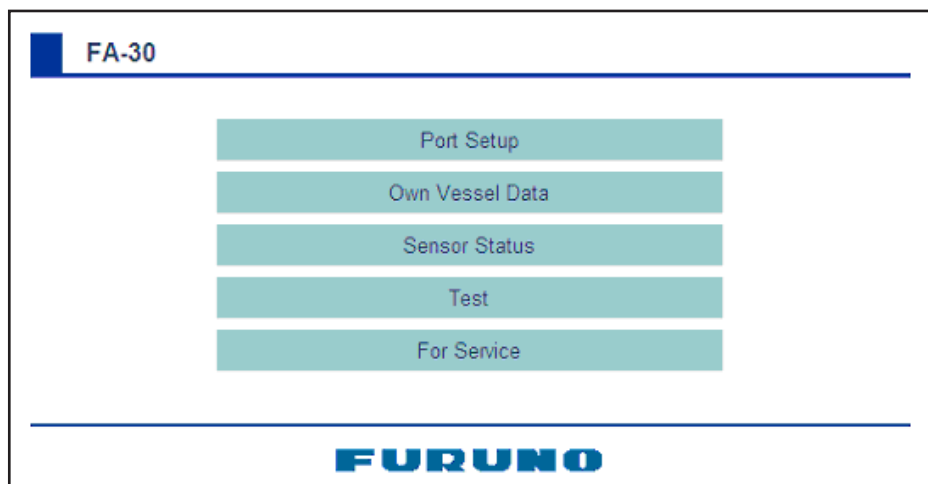 FA-30
Port Setup
Own Vessel Data
Sensor Status
Test
For Service
FURUNO